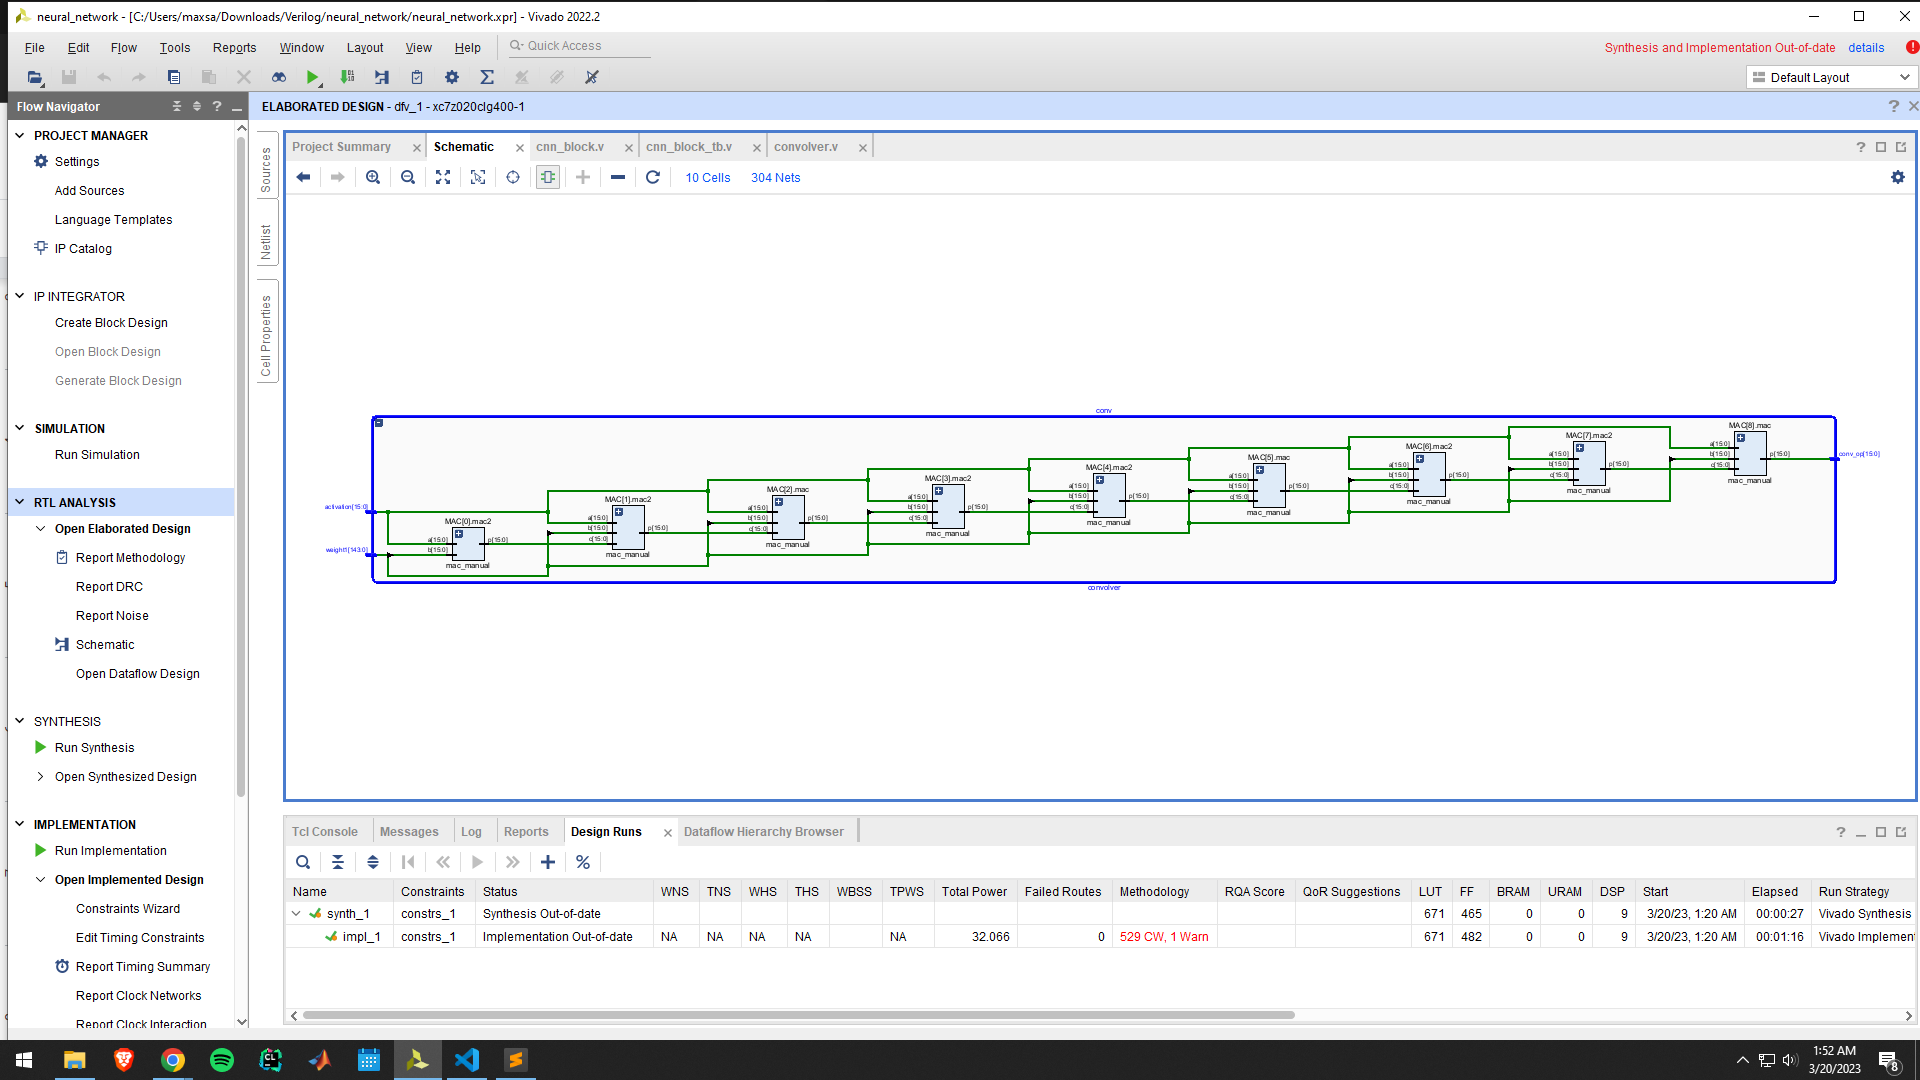 neural_network - [C:/Users/maxsa/Downloads/Verilog/neural_network/neural_network.xpr] - Vivado 2022.2
File Edit Flow Tools Reports Window Layout View Help Quick Access
Synthesis and Implementation Out-of-date details
Default Layout
Flow Navigator
ELABORATED DESIGN - dfv_1 - xc7z020clg400-1
PROJECT MANAGER
Settings
Add Sources
Language Templates
IP Catalog
IP INTEGRATOR
Create Block Design
Open Block Design
Generate Block Design
SIMULATION
Run Simulation
RTL ANALYSIS
Open Elaborated Design
Report Methodology
Report DRC
Report Noise
Schematic
Open Dataflow Design
SYNTHESIS
Run Synthesis
Open Synthesized Design
IMPLEMENTATION
Run Implementation
Open Implemented Design
Constraints Wizard
Edit Timing Constraints
Report Timing Summary
Report Clock Networks
Report Clock Interaction
Sources
Netlist
Cell Properties
Project Summary Schematic cnn_block.v cnn_block_tb.v convolver.v
10 Cells 304 Nets
conv
activation[15:0]
weight1[143:0]
MAC[0].mac2
a[15:0]
b[15:0]
p[15:0]
mac_manual
MAC[1].mac2
a[15:0]
b[15:0]
c[15:0]
p[15:0]
mac_manual
MAC[2].mac
a[15:0]
b[15:0]
c[15:0]
p[15:0]
mac_manual
MAC[3].mac2
a[15:0]
b[15:0]
c[15:0]
p[15:0]
mac_manual
MAC[4].mac2
a[15:0]
b[15:0]
c[15:0]
p[15:0]
mac_manual
MAC[5].mac
a[15:0]
b[15:0]
c[15:0]
p[15:0]
mac_manual
MAC[6].mac2
a[15:0]
b[15:0]
c[15:0]
p[15:0]
mac_manual
MAC[7].mac2
a[15:0]
b[15:0]
c[15:0]
p[15:0]
mac_manual
MAC[8].mac
a[15:0]
b[15:0]
c[15:0]
p[15:0]
mac_manual
conv_op[15:0]
convolver
Tcl Console Messages Log Reports Design Runs Dataflow Hierarchy Browser
Name Constraints Status WNS TNS WHS THS WBSS TPWS Total Power Failed Routes Methodology RQA Score QoR Suggestions LUT FF BRAM URAM DSP Start Elapsed Run Strategy
synth_1 constrs_1 Synthesis Out-of-date 671 465 0 0 9 3/20/23, 1:20 AM 00:00:27 Vivado Synthesis
impl_1 constrs_1 Implementation Out-of-date NA NA NA NA NA 32.066 0 529 CW, 1 Warn 671 482 0 0 9 3/20/23, 1:20 AM 00:01:16 Vivado Implemen
1:52 AM
3/20/2023
8